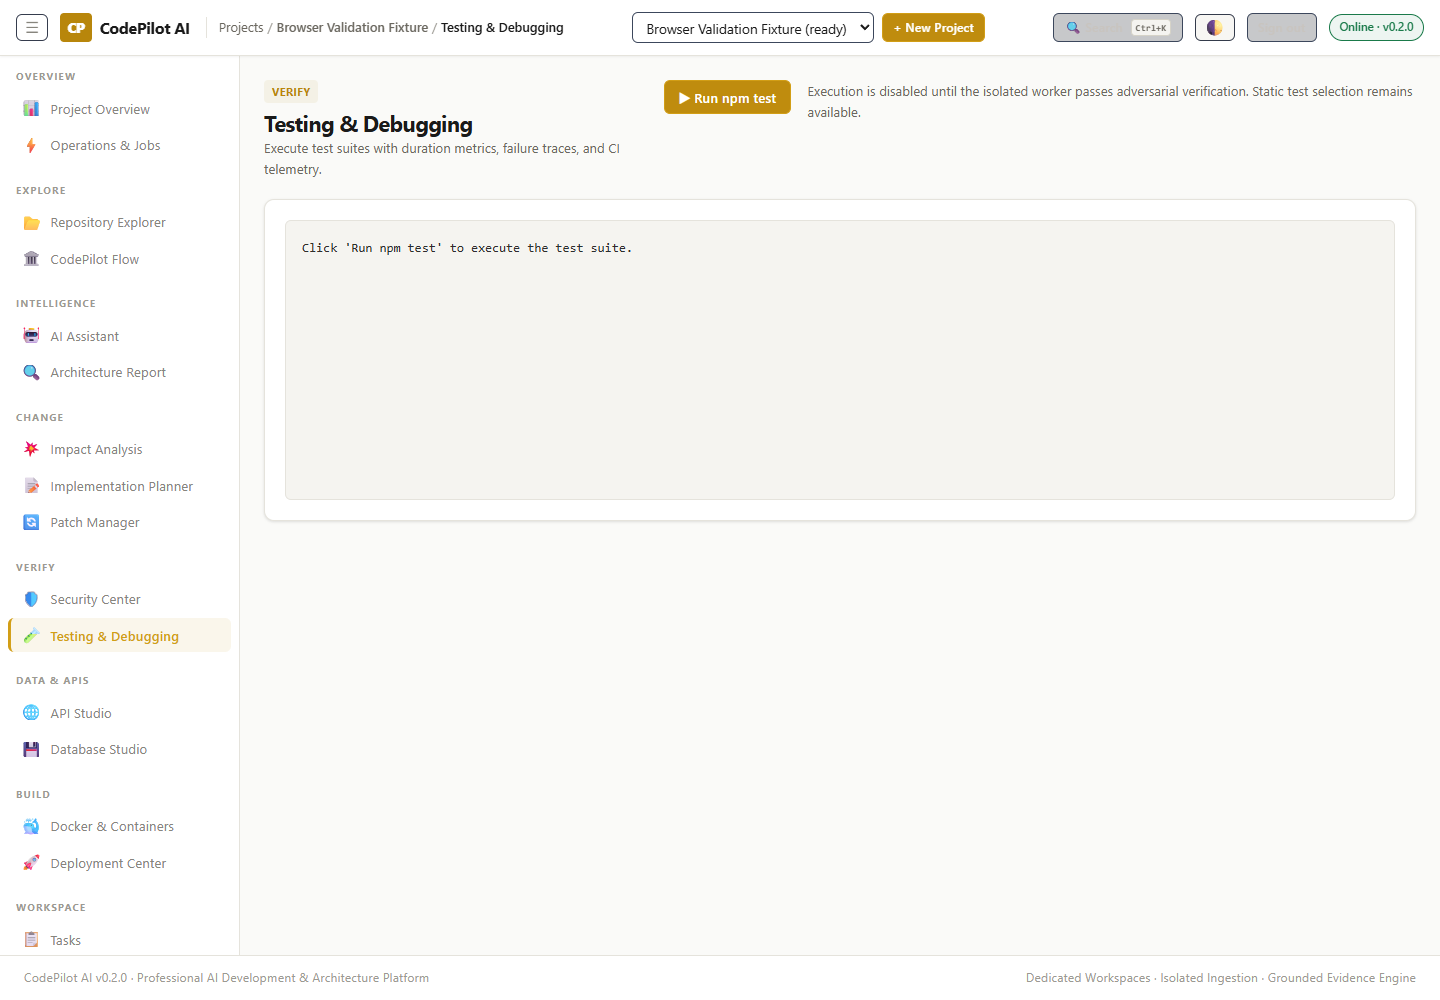 ☰ CP CodePilot AI Projects / Browser Validation Fixture / Testing & Debugging Browser Validation Fixture (ready) + New Project Ctrl+K Online · v0.2.0
OVERVIEW
Project Overview
Operations & Jobs
EXPLORE
Repository Explorer
CodePilot Flow
INTELLIGENCE
AI Assistant
Architecture Report
CHANGE
Impact Analysis
Implementation Planner
Patch Manager
VERIFY
Security Center
Testing & Debugging
DATA & APIS
API Studio
Database Studio
BUILD
Docker & Containers
Deployment Center
WORKSPACE
Tasks
VERIFY
Testing & Debugging
Execute test suites with duration metrics, failure traces, and CI
telemetry.
▶ Run npm test
Execution is disabled until the isolated worker passes adversarial verification. Static test selection remains
available.
Click 'Run npm test' to execute the test suite.
CodePilot AI v0.2.0 · Professional AI Development & Architecture Platform
Dedicated Workspaces · Isolated Ingestion · Grounded Evidence Engine